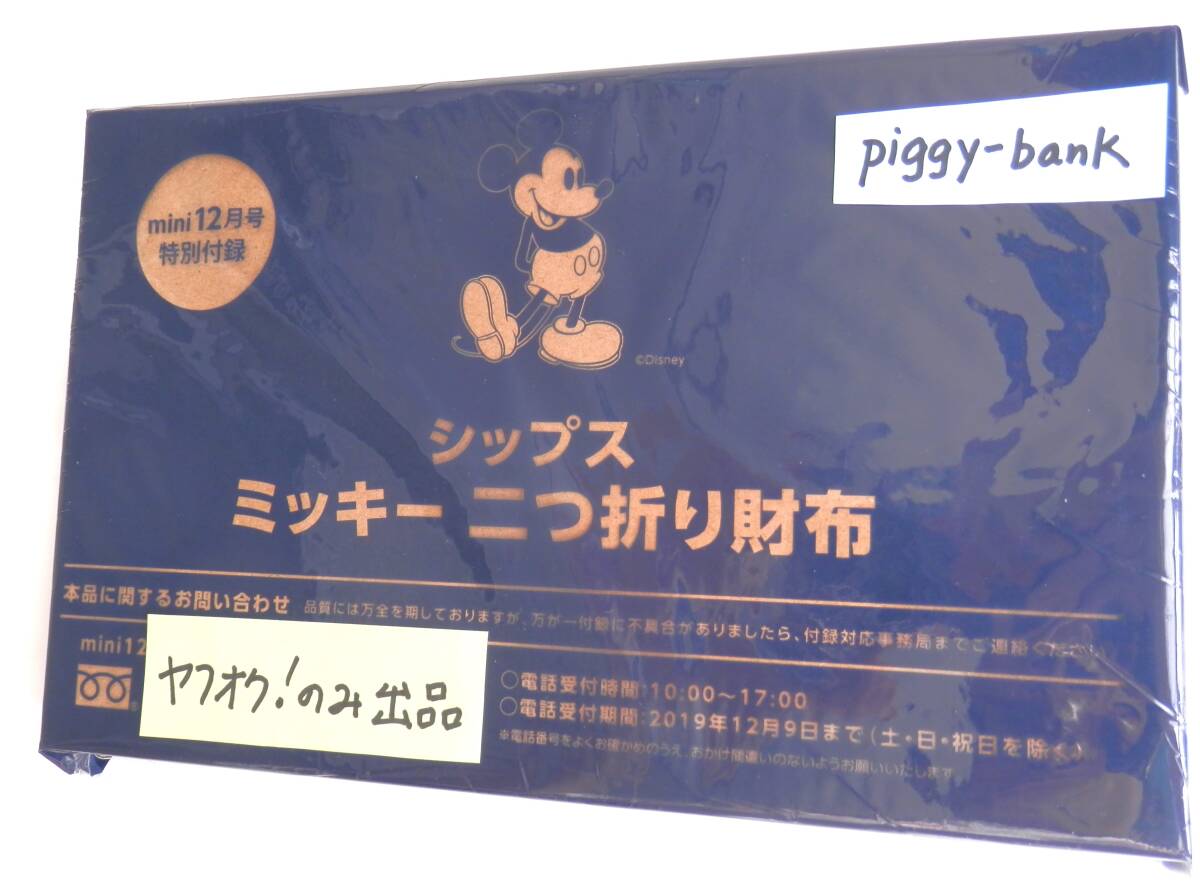 piggy-bank
mini 12月号
特別付録
©Disney
シップス
ミッキー 二つ折り財布
本品に関するお問い合わせ 品質には万全を期しておりますが、万が一付録に不具合がありましたら、付録対応事務局までご連絡ください。
mini12
ヤフオク!のみ出品
○電話受付時間:10:00〜17:00
○電話受付期間:2019年12月9日まで(土・日・祝日を除く)
※電話番号をよくお確かめのうえ、おかけ間違いのないようお願いいたします。